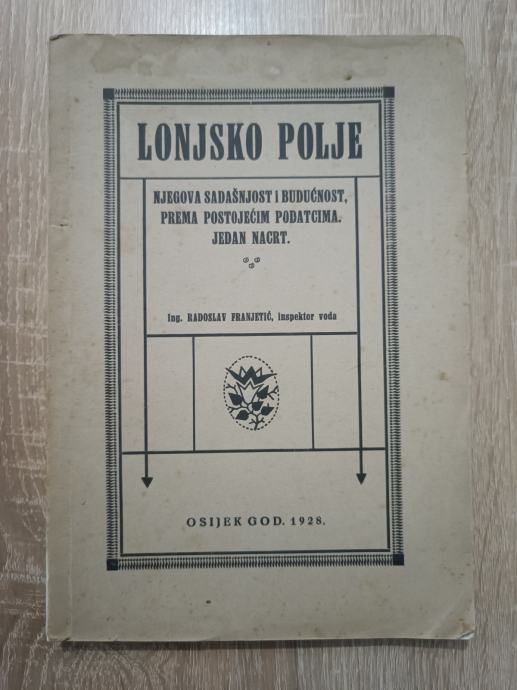 LONJSKO POLJE
NJEGOVA SADAŠNJOST I BUDUĆNOST,
PREMA POSTOJEĆIM PODATCIMA.
JEDAN NACRT.
Ing. RADOSLAV FRANJETIĆ, inspektor voda
OSIJEK GOD. 1928.